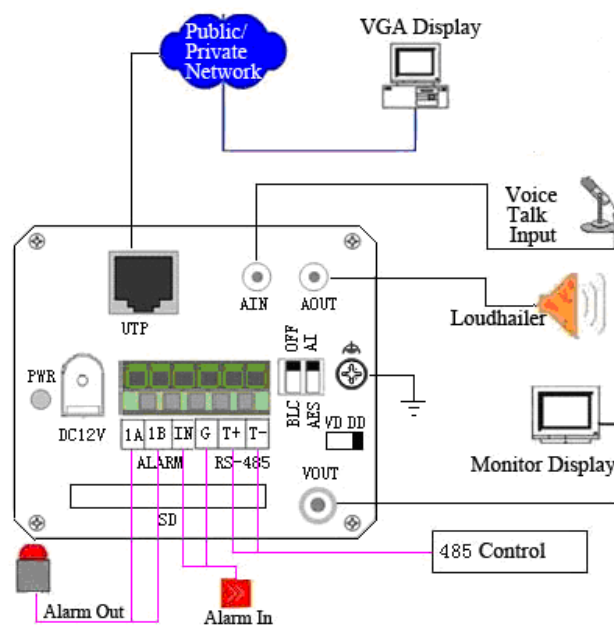 Public/
Private
Network
VGA Display
Voice
Talk
Input
UTP
AIN
AOUT
Loudhailer
OFF
AI
PWR
DC12V
BLC
AES
1A
1B
IN
G
T+
T-
VD DD
ALARM
RS-485
VOUT
Monitor Display
SD
485 Control
Alarm Out
Alarm In